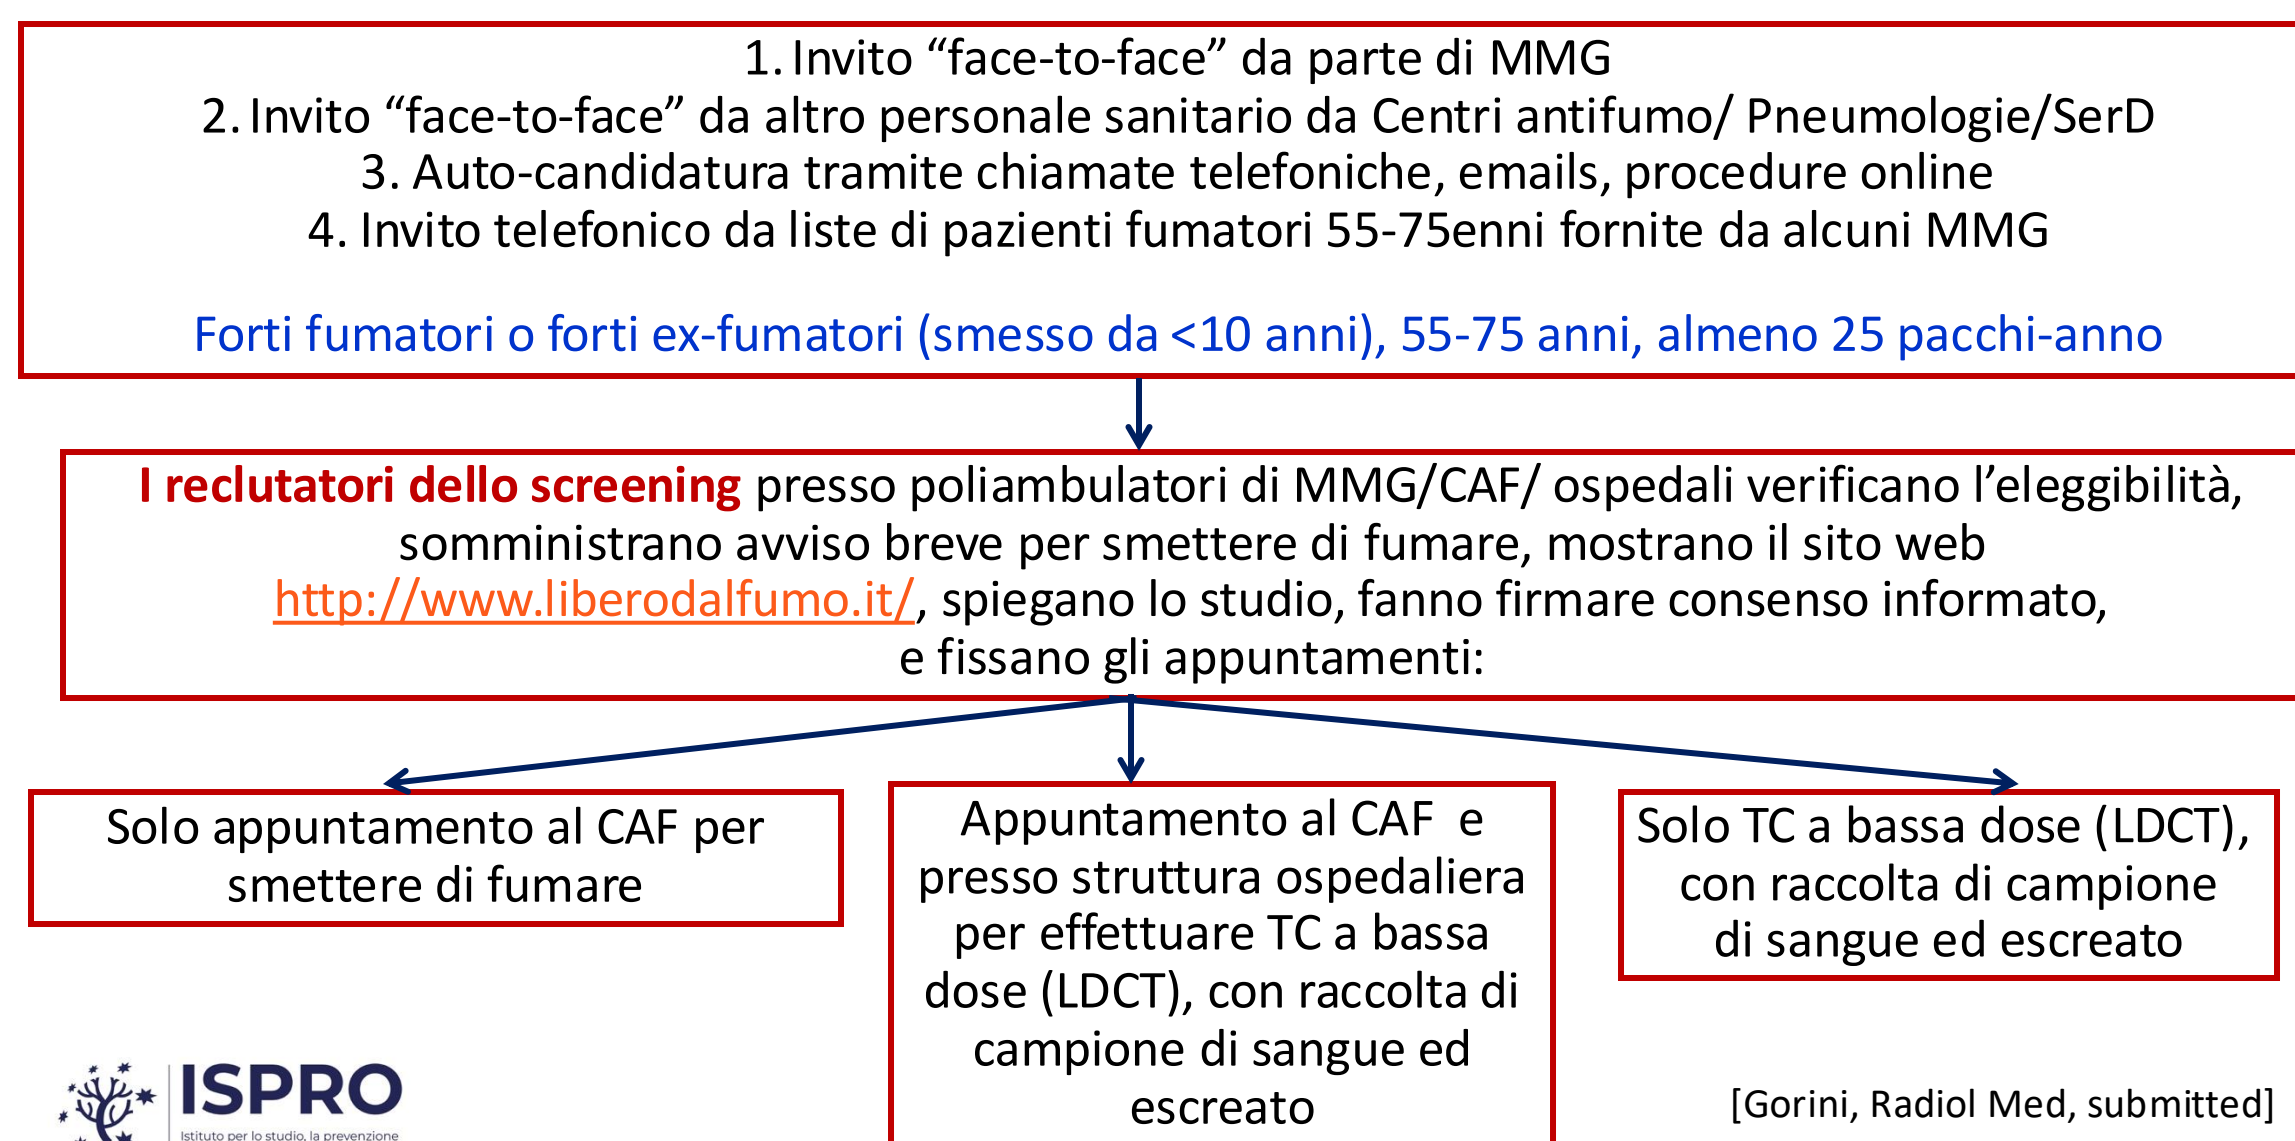 1. Invito “face-to-face” da parte di MMG
2. Invito “face-to-face” da altro personale sanitario da Centri antifumo/ Pneumologie/SerD
3. Auto-candidatura tramite chiamate telefoniche, emails, procedure online
4. Invito telefonico da liste di pazienti fumatori 55-75enni fornite da alcuni MMG
Forti fumatori o forti ex-fumatori (smesso da <10 anni), 55-75 anni, almeno 25 pacchi-anno
I reclutatori dello screening presso poliambulatori di MMG/CAF/ ospedali verificano l’eleggibilità,
somministrano avviso breve per smettere di fumare, mostrano il sito web
http://www.liberodalfumo.it/, spiegano lo studio, fanno firmare consenso informato,
e fissano gli appuntamenti:
Solo appuntamento al CAF per
smettere di fumare
Appuntamento al CAF e
presso struttura ospedaliera
per effettuare TC a bassa
dose (LDCT), con raccolta di
campione di sangue ed
escreato
Solo TC a bassa dose (LDCT),
con raccolta di campione
di sangue ed escreato
ISPRO
Istituto per lo studio, la prevenzione
[Gorini, Radiol Med, submitted]